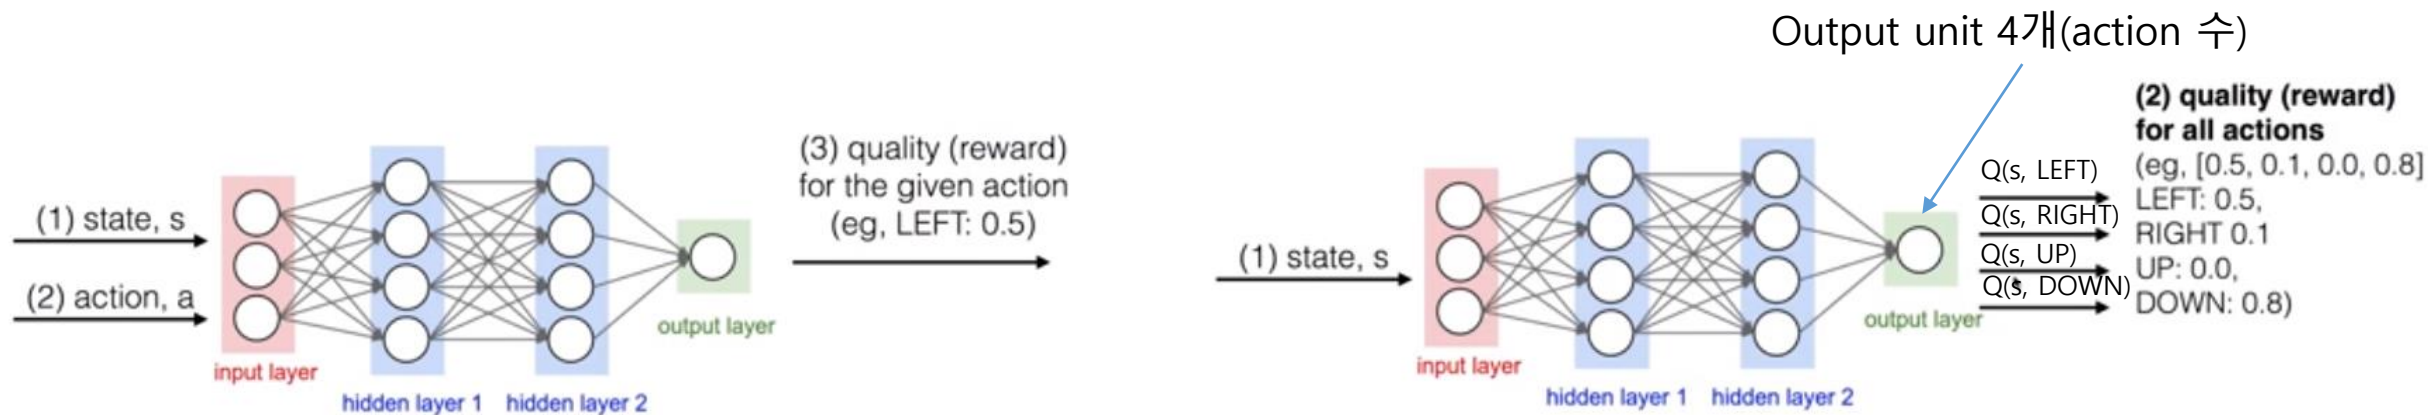 (1) state, s
(2) action, a
input layer
hidden layer 1
hidden layer 2
output layer
(3) quality (reward)
for the given action
(eg, LEFT: 0.5)
Output unit 4개(action 수)
(1) state, s
input layer
hidden layer 1
hidden layer 2
output layer
Q(s, LEFT)
Q(s, RIGHT)
Q(s, UP)
Q(s, DOWN)
(2) quality (reward)
for all actions
(eg, [0.5, 0.1, 0.0, 0.8]
LEFT: 0.5,
RIGHT 0.1
UP: 0.0,
DOWN: 0.8)